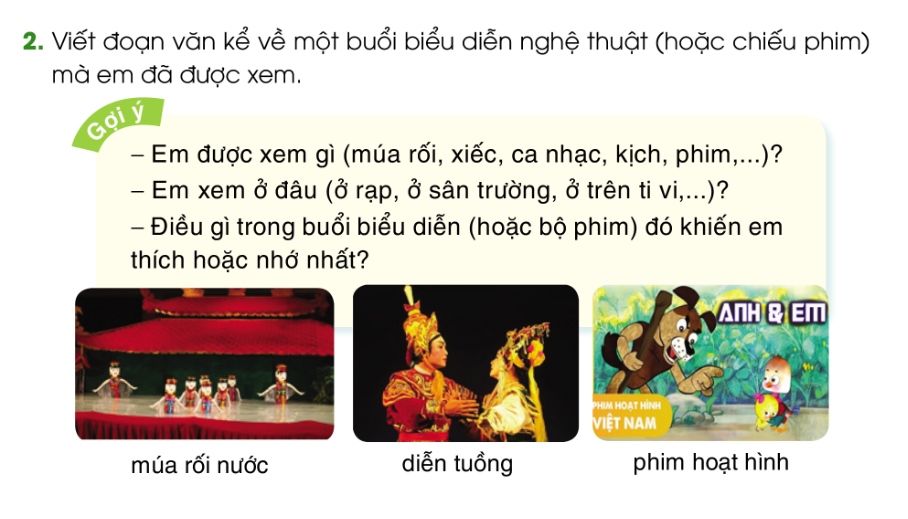 2. Viết đoạn văn kể về một buổi biểu diễn nghệ thuật (hoặc chiếu phim)
mà em đã được xem.
Gợi ý
– Em được xem gì (múa rối, xiếc, ca nhạc, kịch, phim,...)?
– Em xem ở đâu (ở rạp, ở sân trường, ở trên ti vi,...)?
– Điều gì trong buổi biểu diễn (hoặc bộ phim) đó khiến em
thích hoặc nhớ nhất?
ANH & EM
PHIM HOẠT HÌNH
VIỆT NAM
múa rối nước
diễn tuồng
phim hoạt hình